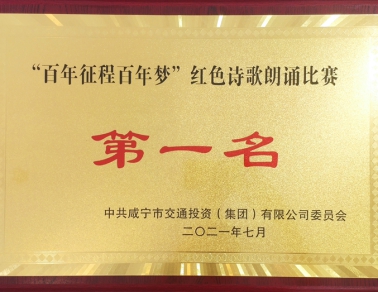 “百年征程百年梦”红色诗歌朗诵比赛
第一名
中共咸宁市交通投资（集团）有限公司委员会
二〇二一年七月